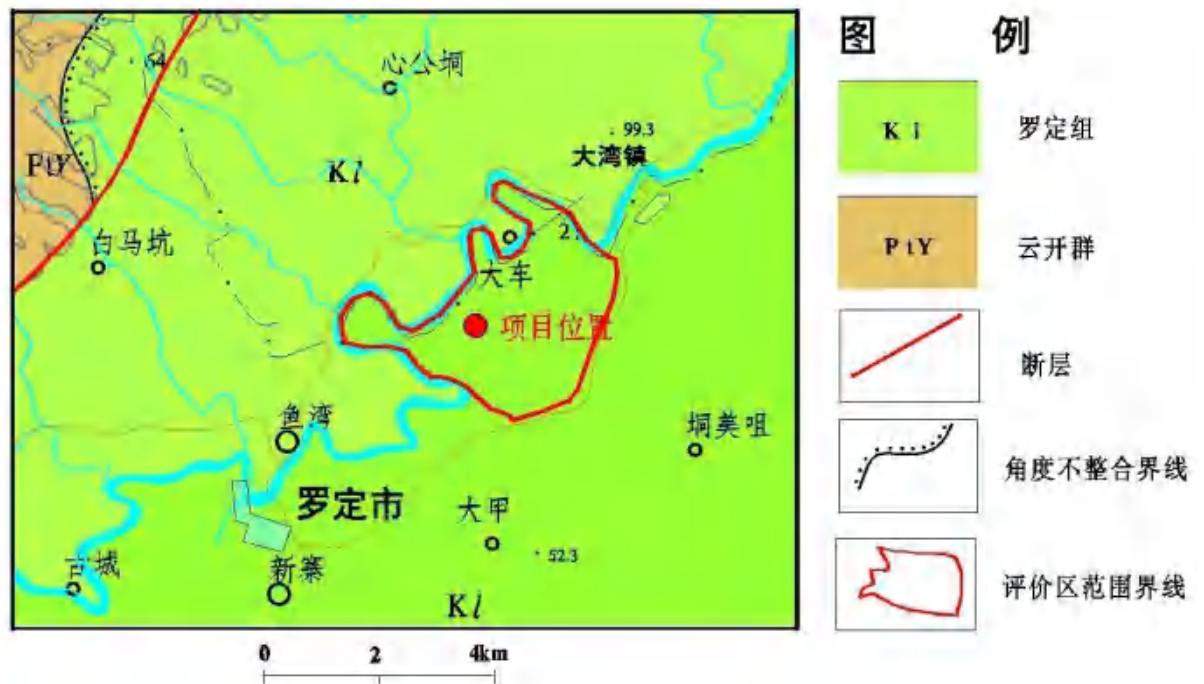 心公垌
64
99.3
大湾镇
PtY
Kl
白马坑
2
大车
项目位置
鱼湾
垌美咀
罗定市
大甲
52.3
古城
新寨
Kl
0 2 4km
图 例
K l
罗定组
P tY
云开群
断层
角度不整合界线
评价区范围界线